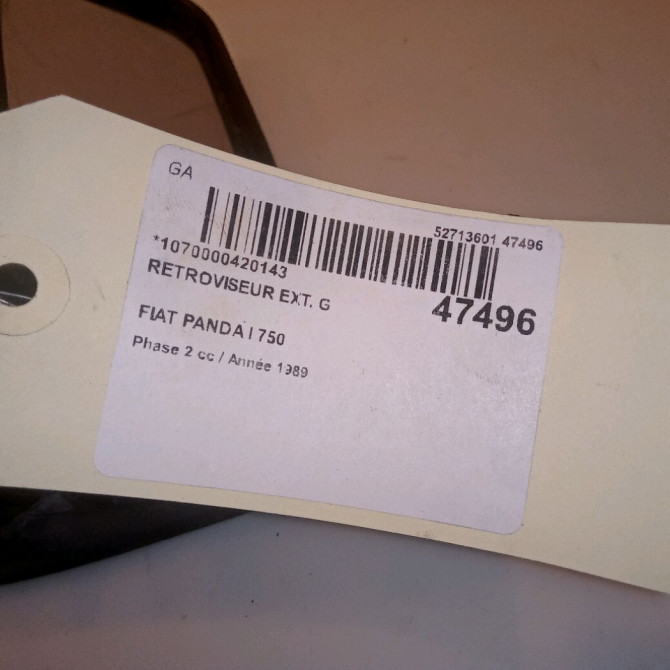 GA
52713601 47496
*1070000420143
RETROVISEUR EXT. G
47496
FIAT PANDA I 750
Phase 2 cc / Année 1989